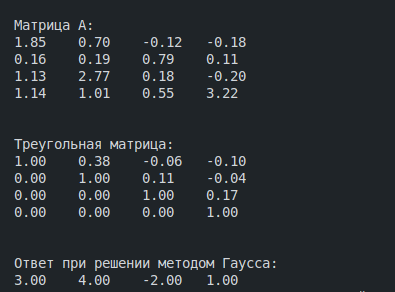 Матрица A:
1.85 0.70 -0.12 -0.18
0.16 0.19 0.79 0.11
1.13 2.77 0.18 -0.20
1.14 1.01 0.55 3.22
Треугольная матрица:
1.00 0.38 -0.06 -0.10
0.00 1.00 0.11 -0.04
0.00 0.00 1.00 0.17
0.00 0.00 0.00 1.00
Ответ при решении методом Гаусса:
3.00 4.00 -2.00 1.00